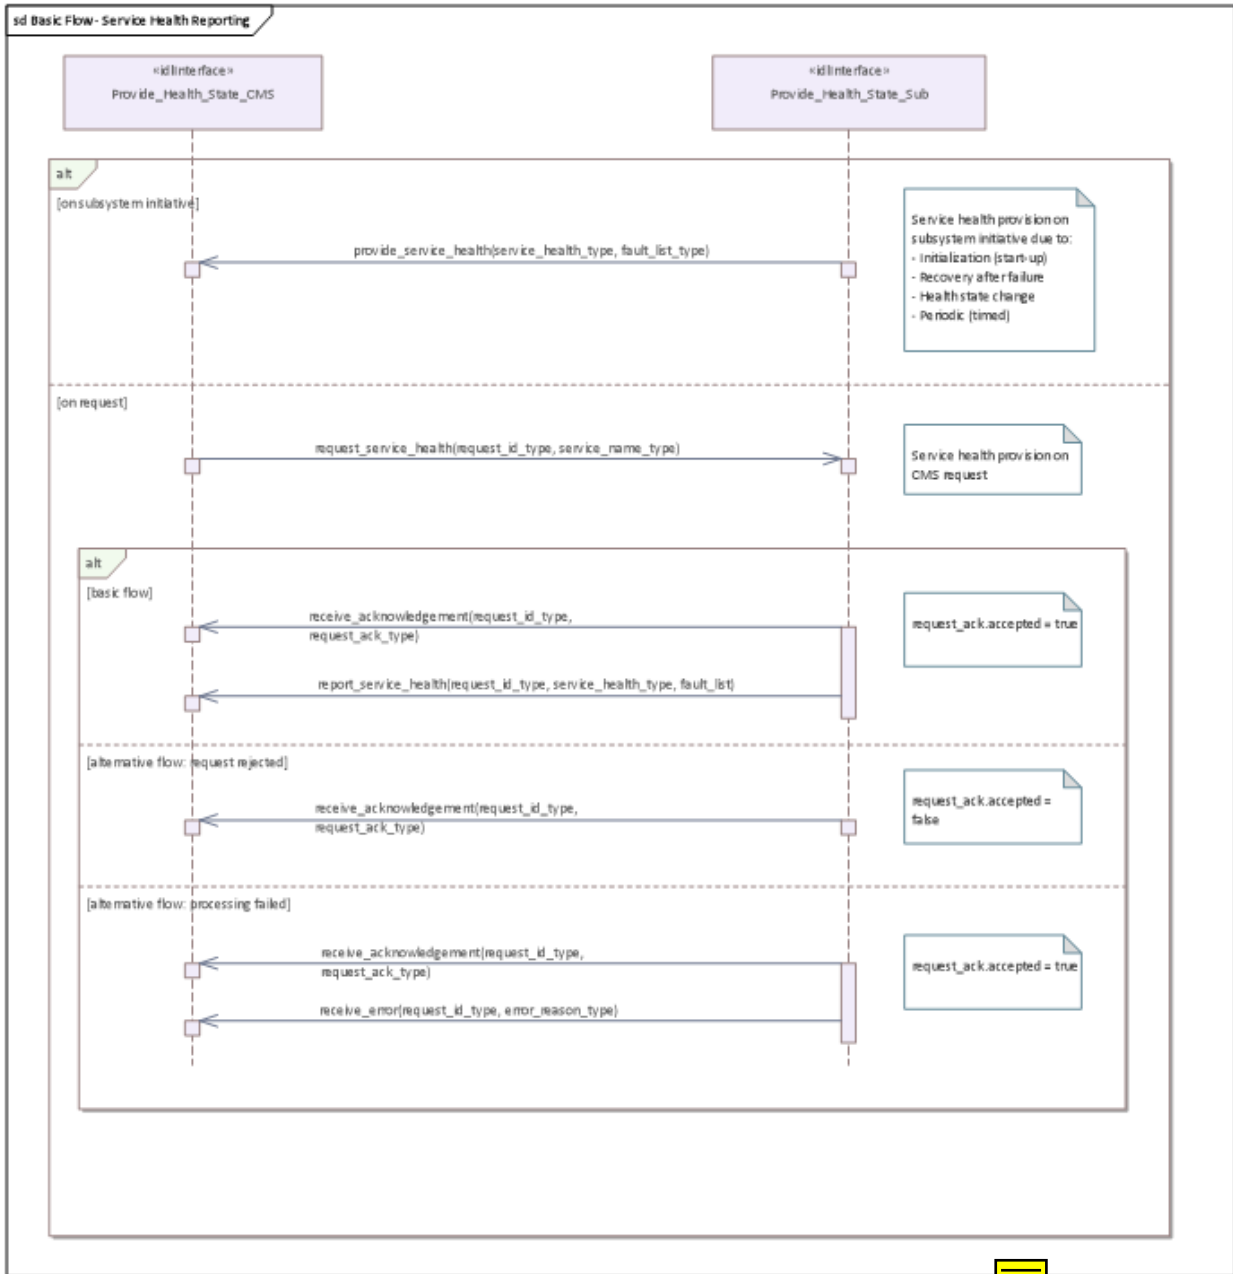 sd Basic Flow - Service Health Reporting
«idlInterface»
Provide_Health_State_CMS
«idlInterface»
Provide_Health_State_Sub
alt
[on subsystem initiative]
Service health provision on
subsystem initiative due to:
- Initialization (start-up)
- Recovery after failure
- Health state change
- Periodic (timed)
provide_service_health(service_health_type, fault_list_type)
[on request]
request_service_health(request_id_type, service_name_type)
Service health provision on
CMS request
alt
[basic flow]
receive_acknowledgement(request_id_type,
request_ack_type)
request_ack.accepted = true
report_service_health(request_id_type, service_health_type, fault_list)
[alternative flow: request rejected]
receive_acknowledgement(request_id_type,
request_ack_type)
request_ack.accepted =
false
[alternative flow: processing failed]
receive_acknowledgement(request_id_type,
request_ack_type)
request_ack.accepted = true
receive_error(request_id_type, error_reason_type)